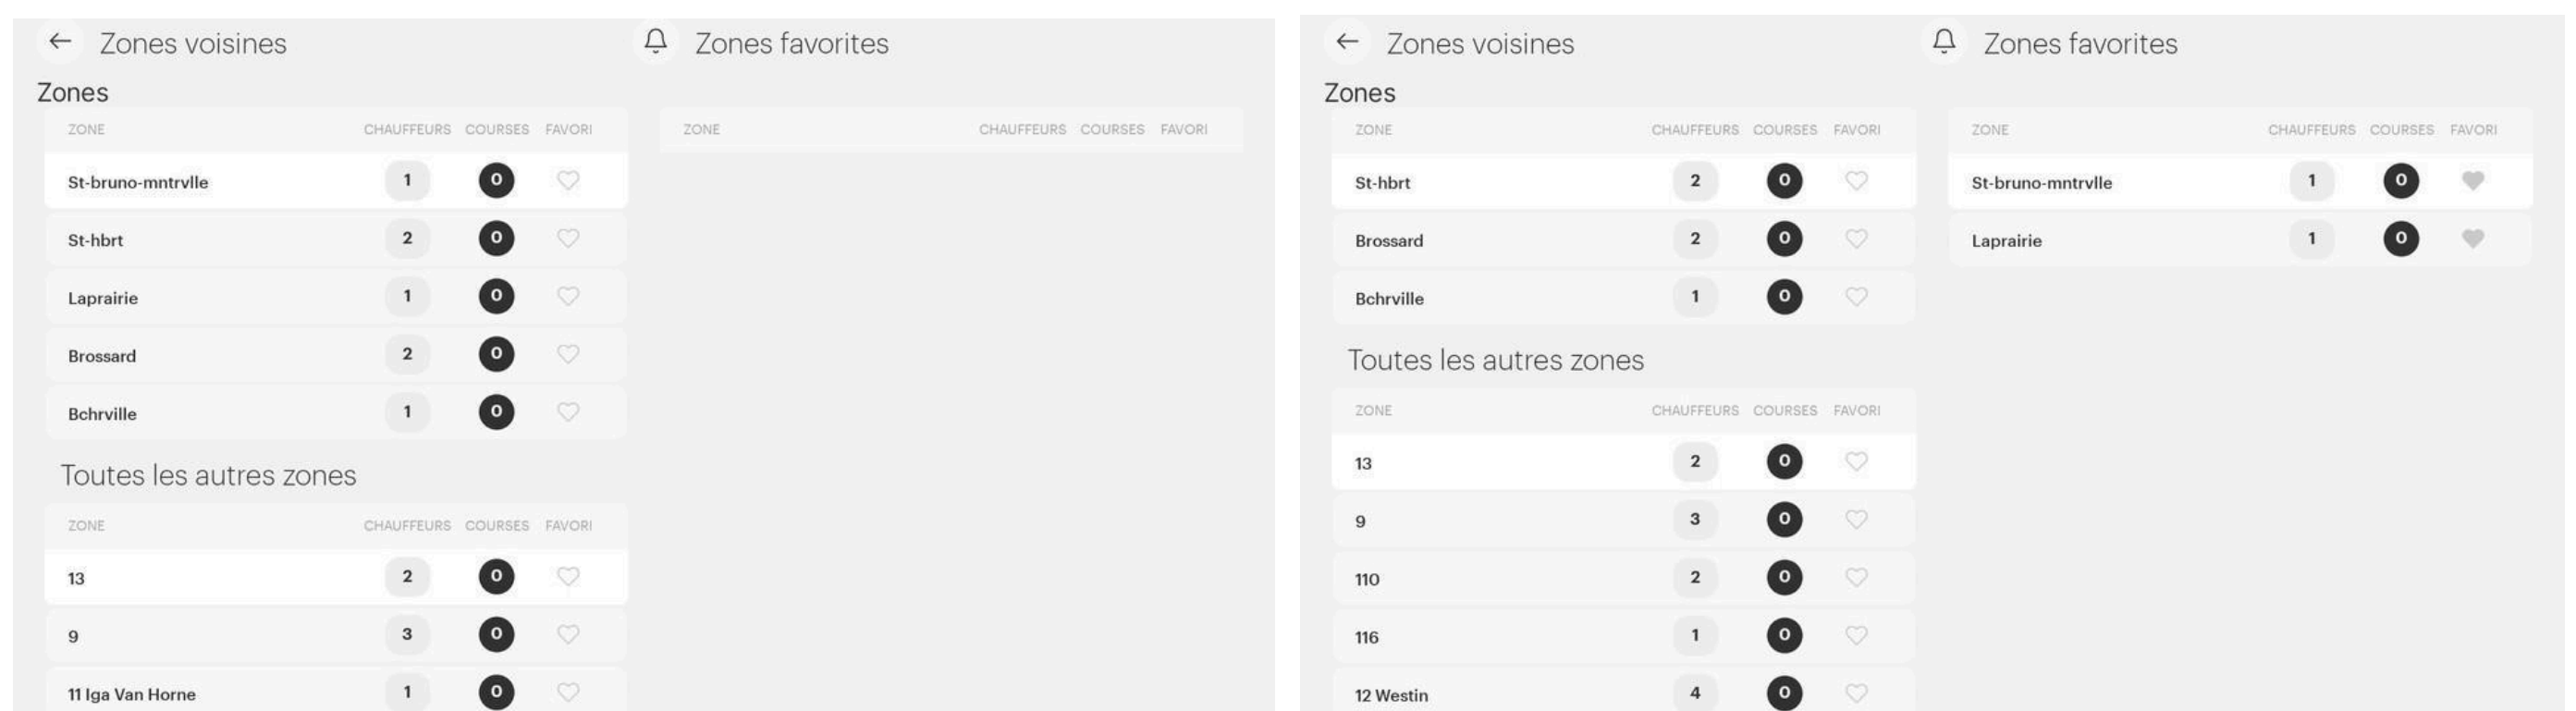 Zones voisines
Zones
ZONE CHAUFFEURS COURSES FAVORI
St-bruno-mntrvlle 1 0
St-hbrt 2 0
Laprairie 1 0
Brossard 2 0
Bchrville 1 0
Toutes les autres zones
ZONE CHAUFFEURS COURSES FAVORI
13 2 0
9 3 0
11 Iga Van Horne 1 0
Zones favorites
ZONE CHAUFFEURS COURSES FAVORI
Zones voisines
Zones
ZONE CHAUFFEURS COURSES FAVORI
St-hbrt 2 0
Brossard 2 0
Bchrville 1 0
Toutes les autres zones
ZONE CHAUFFEURS COURSES FAVORI
13 2 0
9 3 0
110 2 0
116 1 0
12 Westin 4 0
Zones favorites
ZONE CHAUFFEURS COURSES FAVORI
St-bruno-mntrvlle 1 0
Laprairie 1 0